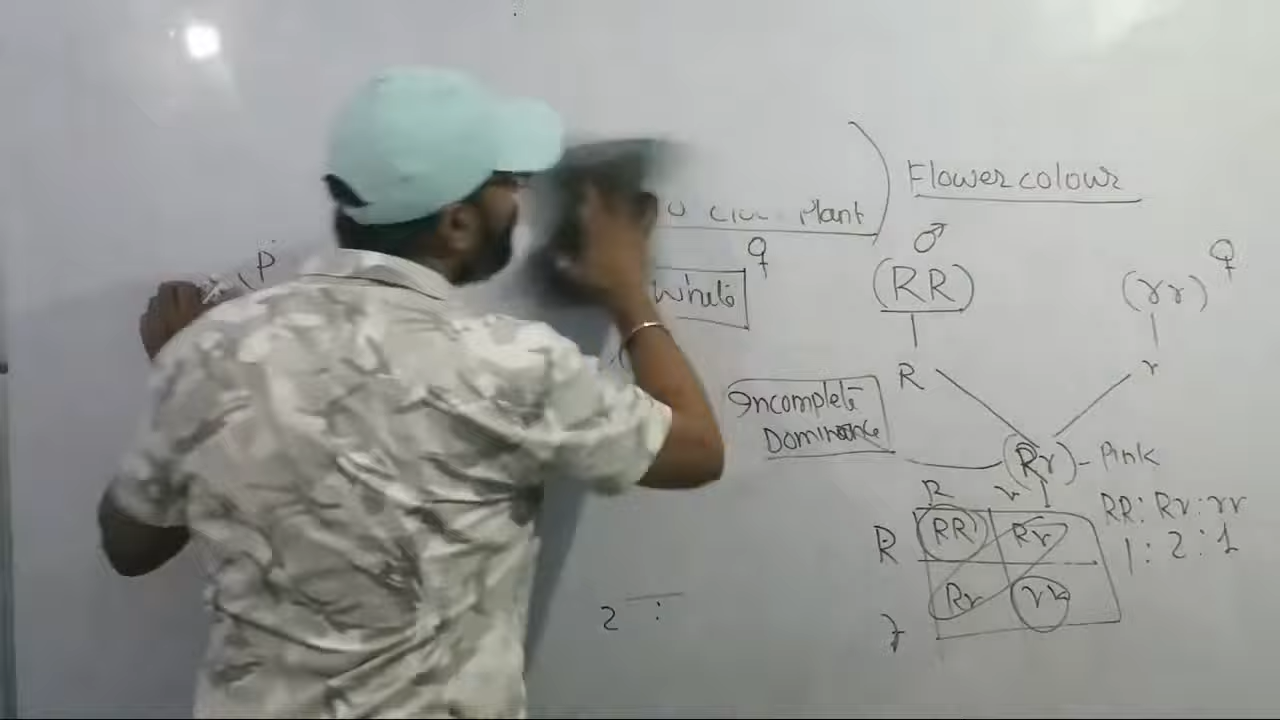 Flower colour
Plant
♂
♀
♀
(RR)
(rr)
White
P
R
r
Incomplete
Dominance
(Rr) - Pink
R r
RR : Rr : rr
1 : 2 : 1
R RR Rr
r Rr rr
2 :